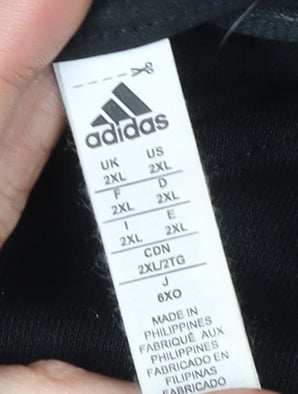 adidas
UK US
2XL 2XL
F D
2XL 2XL
I E
2XL 2XL
CDN
2XL/2TG
J
6XO
MADE IN
PHILIPPINES
FABRIQUÉ AUX
PHILIPPINES
FABRICADO EN
FILIPINAS
FABRICADO